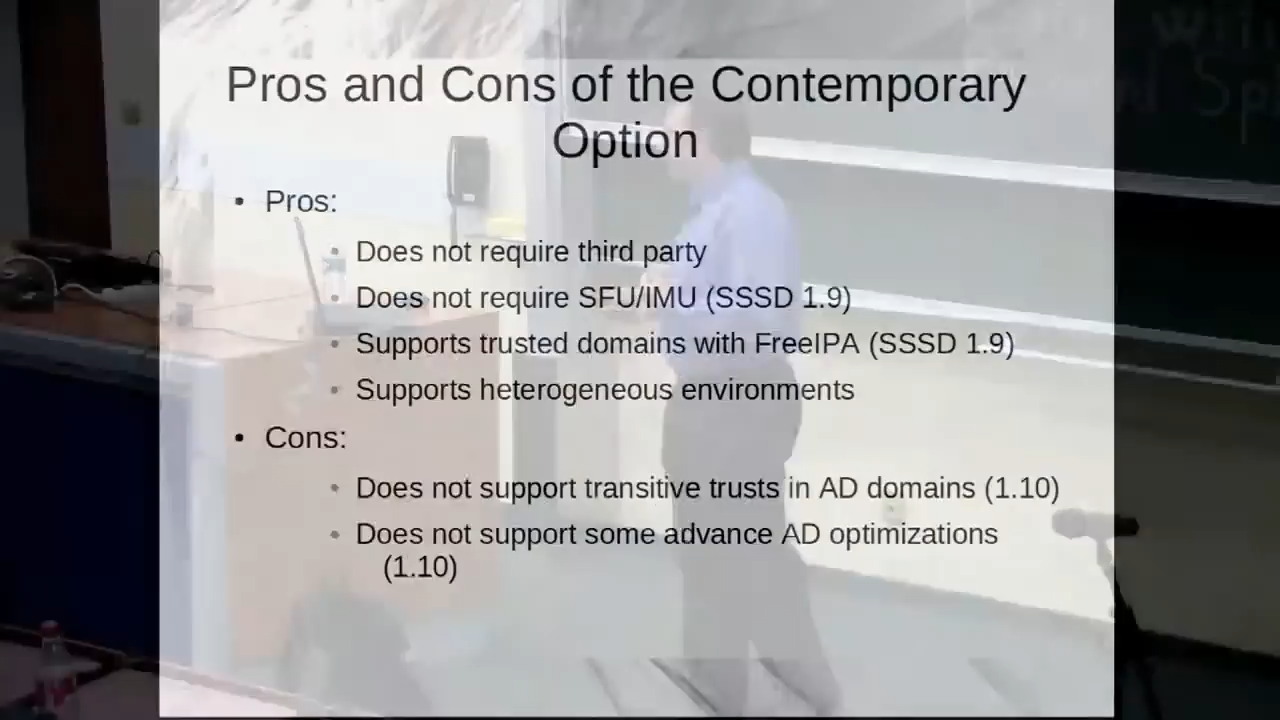 Pros and Cons of the Contemporary
Option
• Pros:
• Does not require third party
• Does not require SFU/IMU (SSSD 1.9)
• Supports trusted domains with FreeIPA (SSSD 1.9)
• Supports heterogeneous environments
• Cons:
• Does not support transitive trusts in AD domains (1.10)
• Does not support some advance AD optimizations
(1.10)